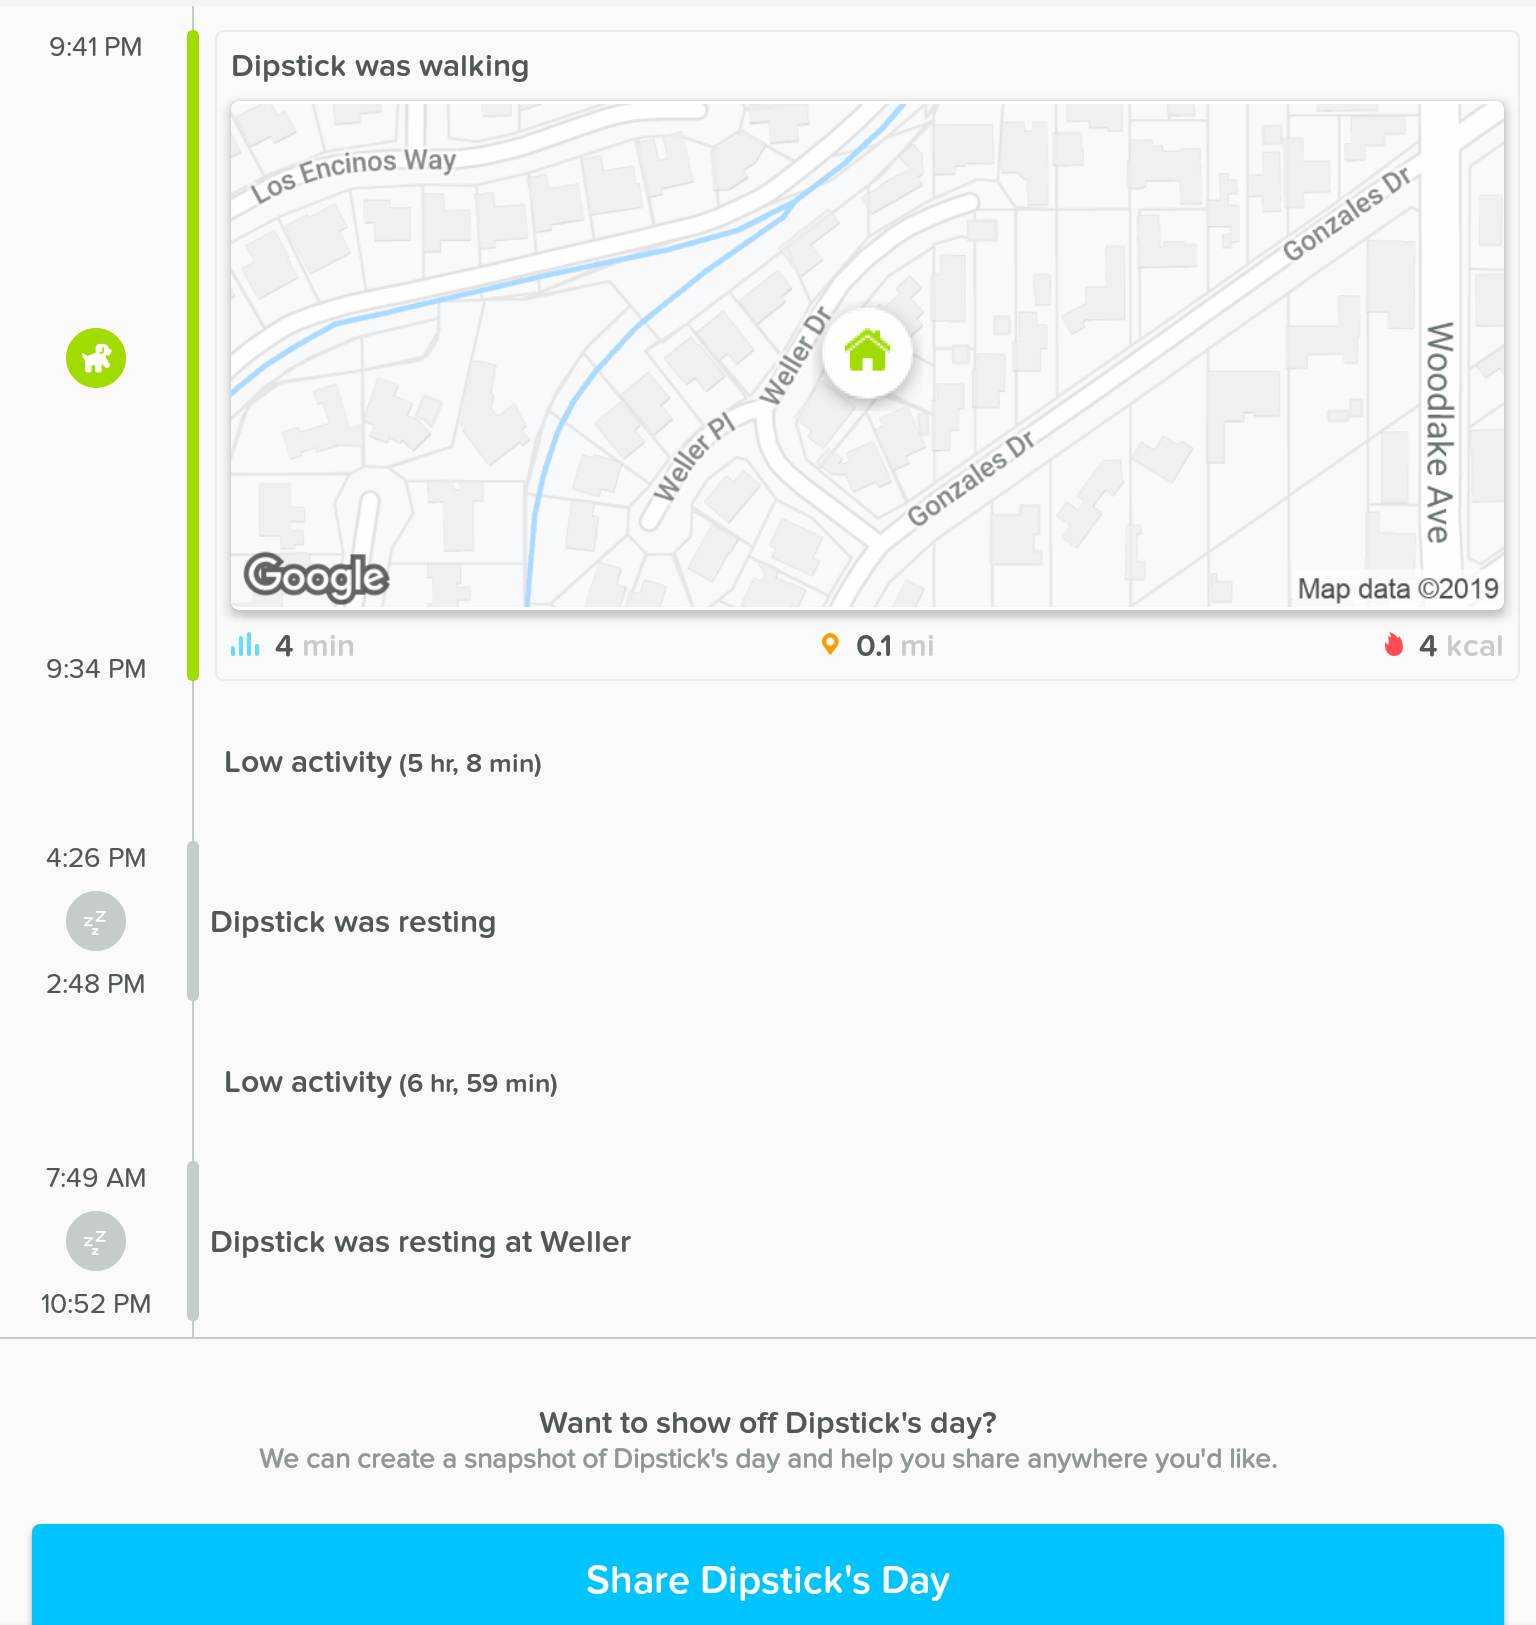 9:41 PM
Dipstick was walking
Los Encinos Way
Gonzales Dr
Weller Dr
Woodlake Ave
Weller Pl
Gonzales Dr
Google
Map data ©2019
4 min
0.1 mi
4 kcal
9:34 PM
Low activity (5 hr, 8 min)
4:26 PM
zzz
Dipstick was resting
2:48 PM
Low activity (6 hr, 59 min)
7:49 AM
zzz
Dipstick was resting at Weller
10:52 PM
Want to show off Dipstick's day?
We can create a snapshot of Dipstick's day and help you share anywhere you'd like.
Share Dipstick's Day